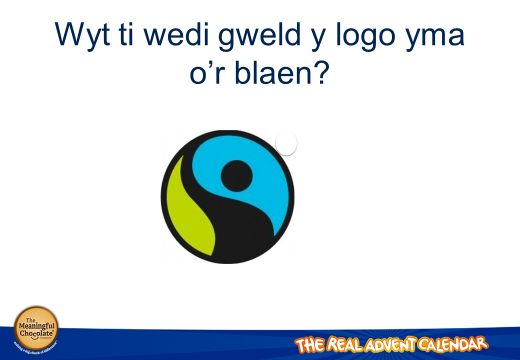 Wyt ti wedi gweld y logo yma
o’r blaen?
The
Meaningful
Chocolate
THE REAL ADVENT CALENDAR